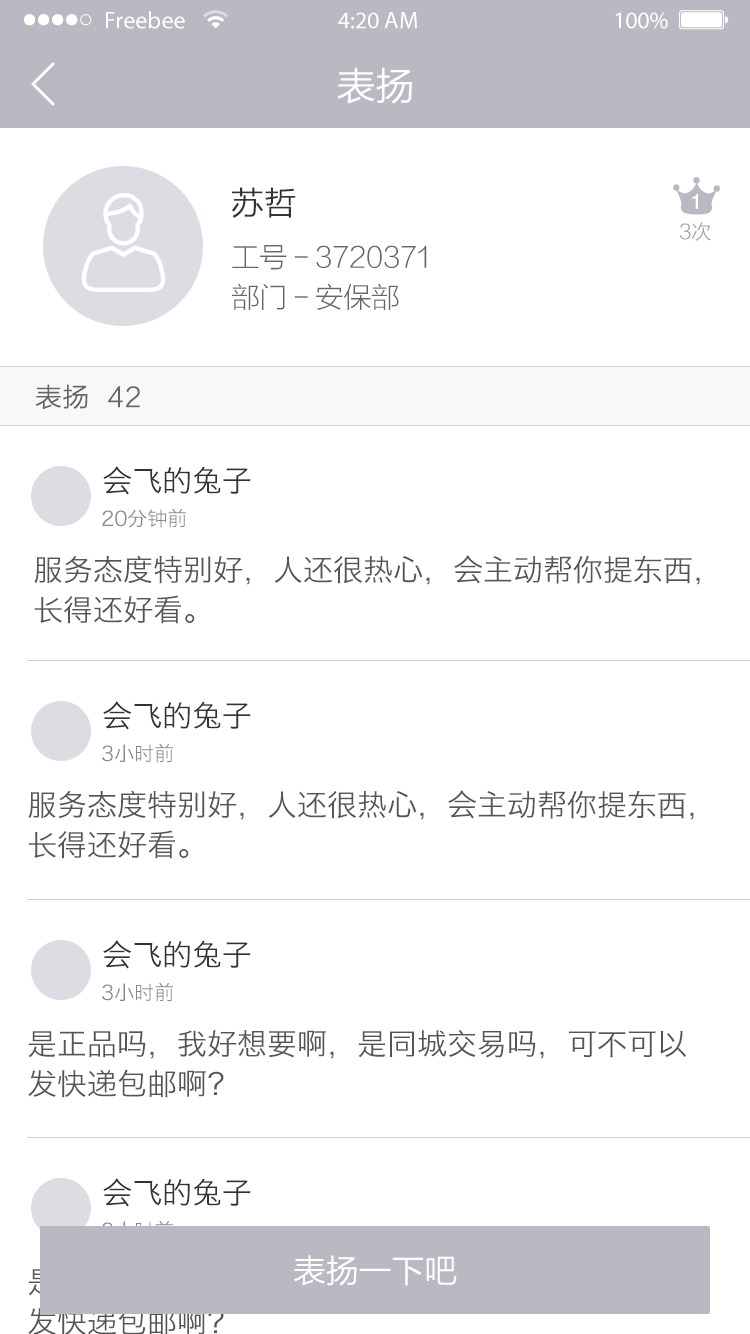 Freebee 4:20 AM 100%
表扬
苏哲
1
3次
工号 – 3720371
部门 – 安保部
表扬 42
会飞的兔子
20分钟前
服务态度特别好，人还很热心，会主动帮你提东西，
长得还好看。
会飞的兔子
3小时前
服务态度特别好，人还很热心，会主动帮你提东西，
长得还好看。
会飞的兔子
3小时前
是正品吗，我好想要啊，是同城交易吗，可不可以
发快递包邮啊？
会飞的兔子
表扬一下吧
是
发快递包邮啊？